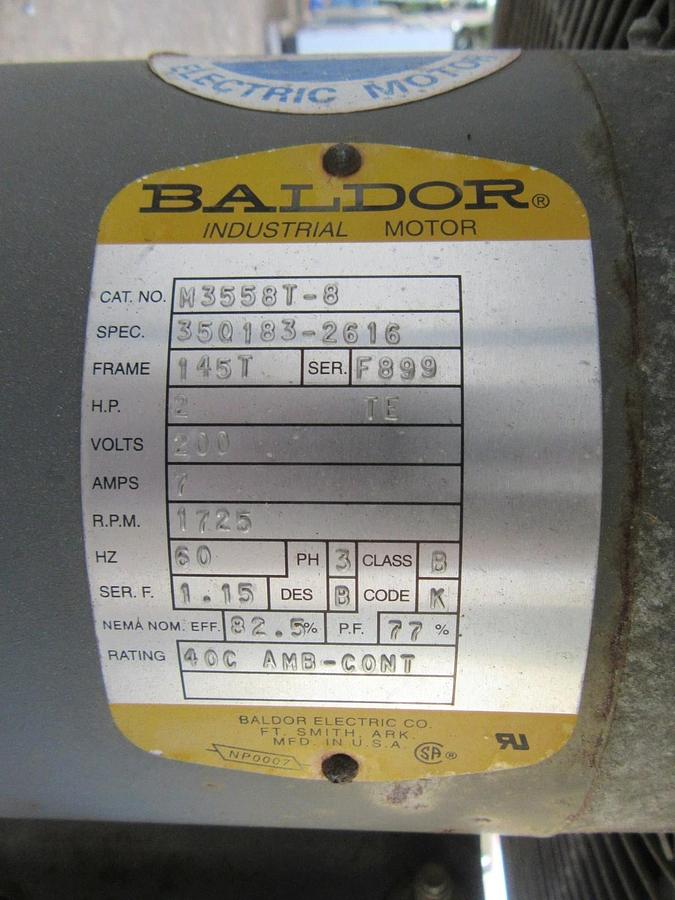 ELECTRIC MOTOR
BALDOR®
INDUSTRIAL MOTOR
CAT. NO. M3558T-8
SPEC. 35Q183-2616
FRAME 145T SER. F899
H.P. 2 TE
VOLTS 200
AMPS 7
R.P.M. 1725
HZ 60 PH 3 CLASS B
SER. F. 1.15 DES B CODE K
NEMA NOM. EFF. 82.5% P.F. 77 %
RATING 40C AMB-CONT
BALDOR ELECTRIC CO.
FT. SMITH, ARK.
MFD. IN U.S.A.
NP0007 SA® RU